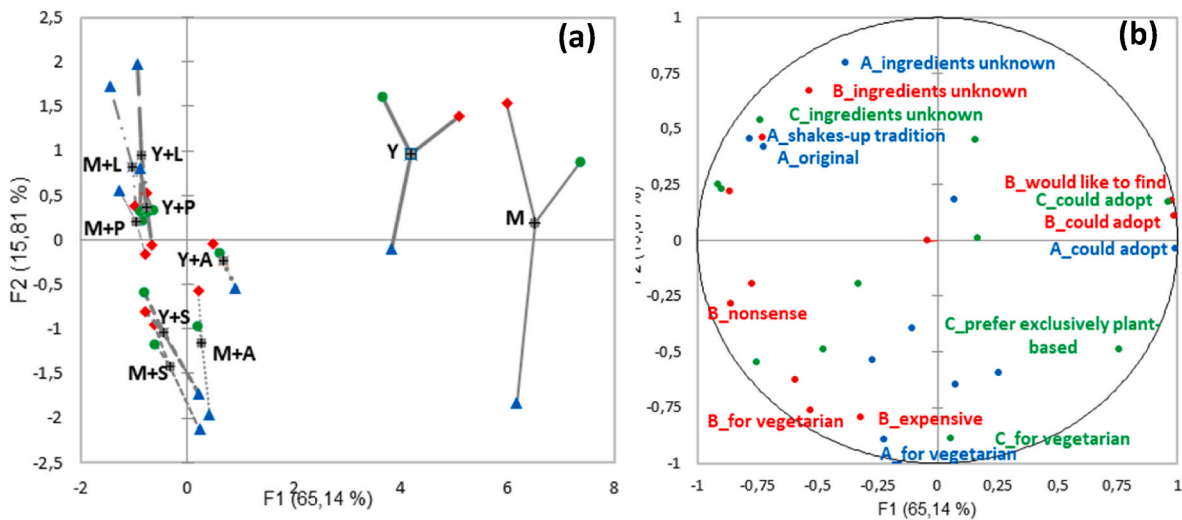 (a)
2,5
2
1,5
1
0,5
0
-0,5
-1
-1,5
-2
-2,5
F2 (15,81 %)
M+L
Y+L
Y+P
M+P
Y+A
Y+S
M+A
M+S
Y
M
-2
0
4
6
8
F1 (65,14 %)
(b)
1
0,75
0,5
0,25
0
-0,25
-0,5
-0,75
-1
A_ingredients unknown
B_ingredients unknown
C_ingredients unknown
A_shakes-up tradition
A_original
B_would like to find
C_could adopt
B_could adopt
A_could adopt
B_nonsense
C_prefer exclusively plant-
based
B_for vegetarian
B_expensive
C_for vegetarian
A_for vegetarian
-1
-0,75
-0,5
-0,25
0
0,25
0,5
0,75
1
F1 (65,14 %)